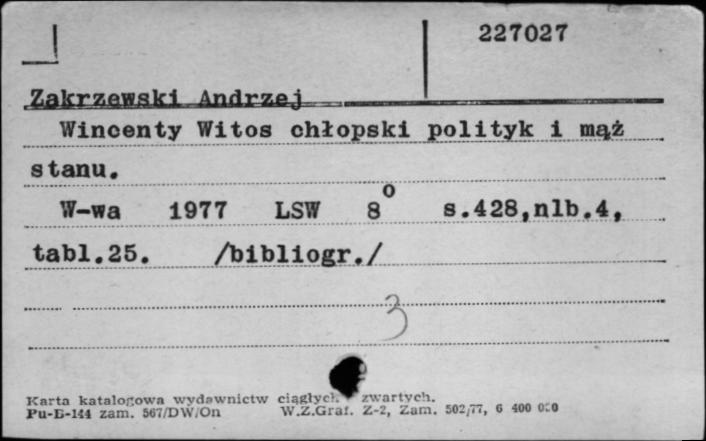 227027
Zakrzewski Andrzej
Wincenty Witos chłopski polityk i mąż
stanu.
W-wa 1977 LSW 8º s.428,nlb.4,
tabl.25. /bibliogr./
3
Karta katalogowa wydawnictw ciągłych zwartych.
Pu-B-144 zam. 567/DW/On W.Z.Graf. Z-2, Zam. 502/77, 6 400 000